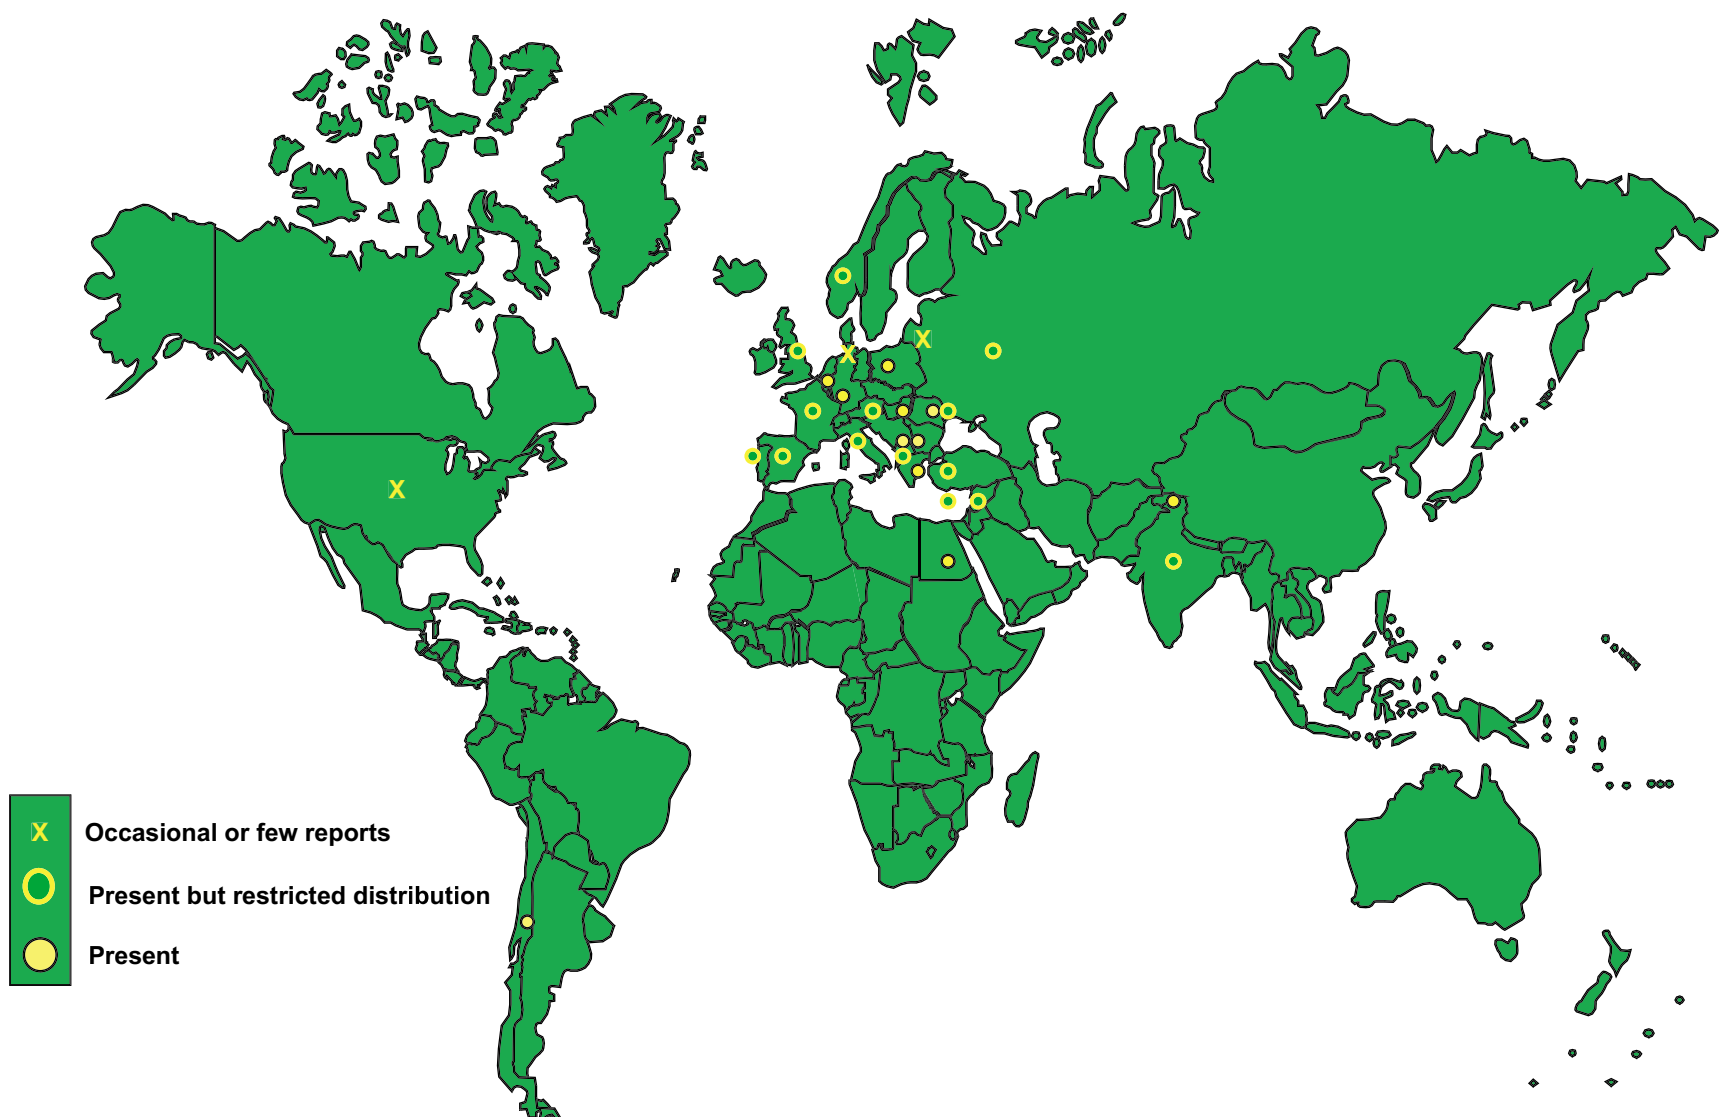 X
X
X
X Occasional or few reports
Present but restricted distribution
Present